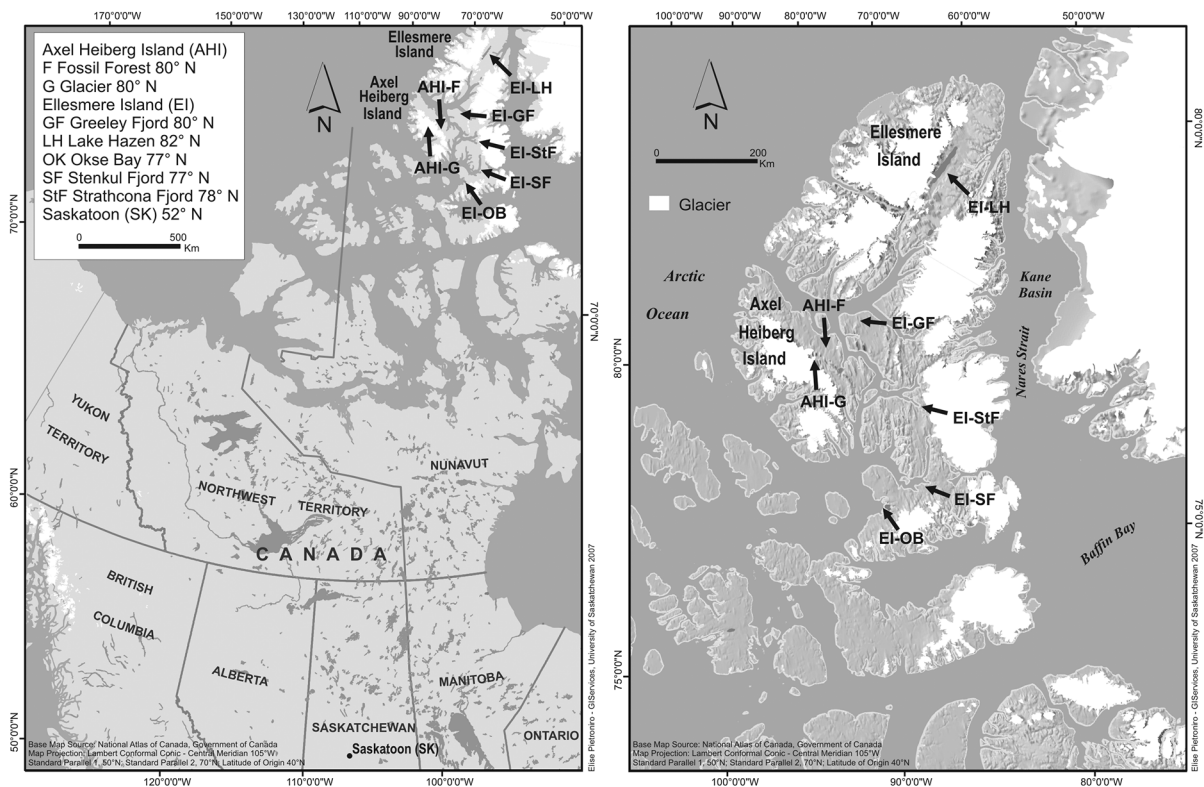 170°0'0"W 150°0'0"W 130°0'0"W 120°0'0"W 110°0'0"W 100°0'0"W 90°0'0"W 80°0'0"W 70°0'0"W 60°0'0"W 50°0'0"W
Axel Heiberg Island (AHI)
F Fossil Forest 80° N
G Glacier 80° N
Ellesmere Island (EI)
GF Greeley Fjord 80° N
LH Lake Hazen 82° N
OK Okse Bay 77° N
SF Stenkul Fjord 77° N
StF Strathcona Fjord 78° N
Saskatoon (SK) 52° N
0 500
Km
N
Ellesmere
Island
Axel
Heiberg
Island
AHI-F
EI-LH
EI-GF
EI-StF
AHI-G
EI-SF
EI-OB
70°0'0"N
70°0'0"N
60°0'0"N
50°0'0"N
YUKON
TERRITORY
NORTHWEST TERRITORY
NUNAVUT
CANADA
BRITISH
COLUMBIA
ALBERTA
SASKATCHEWAN
MANITOBA
ONTARIO
Saskatoon (SK)
Base Map Source: National Atlas of Canada, Government of Canada
Map Projection: Lambert Conformal Conic - Central Meridian 105°W
Standard Parallel 1, 50°N; Standard Parallel 2, 70°N; Latitude of Origin 40°N
120°0'0"W 110°0'0"W 100°0'0"W
Elise Pietroniro - GIServices, University of Saskatchewan 2007
100°0'0"W 90°0'0"W 80°0'0"W 70°0'0"W 60°0'0"W 50°0'0"W
N
0 200
Km
Glacier
Ellesmere
Island
EI-LH
Arctic
Ocean
Kane
Basin
Axel
Heiberg
Island
AHI-F
EI-GF
Nares Strait
AHI-G
EI-StF
EI-SF
EI-OB
Baffin Bay
80°0'0"N
80°0'0"N
75°0'0"N
75°0'0"N
Base Map Source: National Atlas of Canada, Government of Canada
Map Projection: Lambert Conformal Conic - Central Meridian 105°W
Standard Parallel 1, 50°N; Standard Parallel 2, 70°N; Latitude of Origin 40°N
100°0'0"W 90°0'0"W 80°0'0"W
Elise Pietroniro - GIServices, University of Saskatchewan 2007